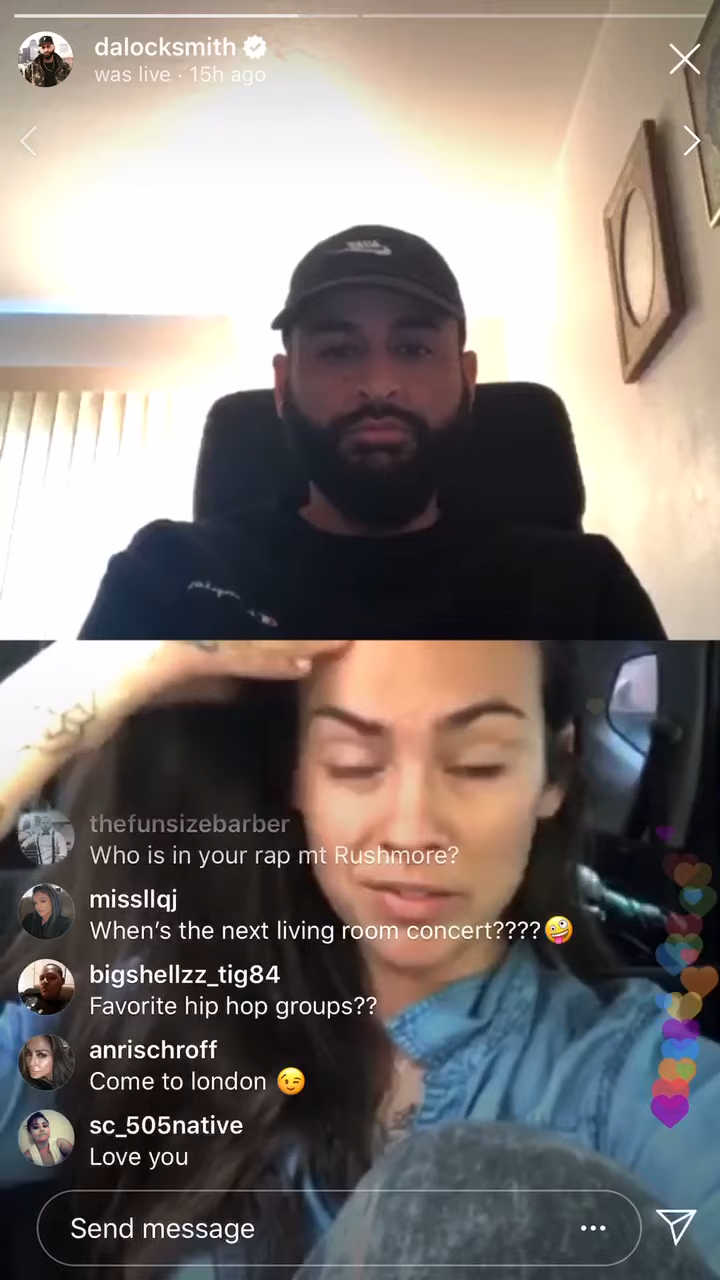 dalocksmith
was live · 15h ago
thefunsizebarber
Who is in your rap mt Rushmore?
missllqj
When's the next living room concert????🤪
bigshellzz_tig84
Favorite hip hop groups??
anrischroff
Come to london 😉
sc_505native
Love you
Send message